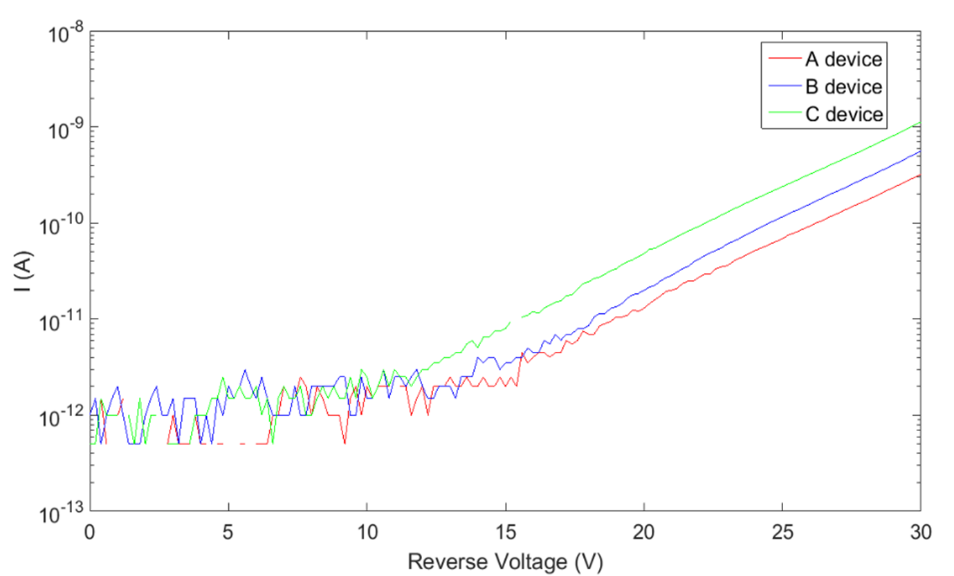 10-8
10-9
10-10
10-11
10-12
10-13
I (A)
0 5 10 15 20 25 30
Reverse Voltage (V)
A device
B device
C device